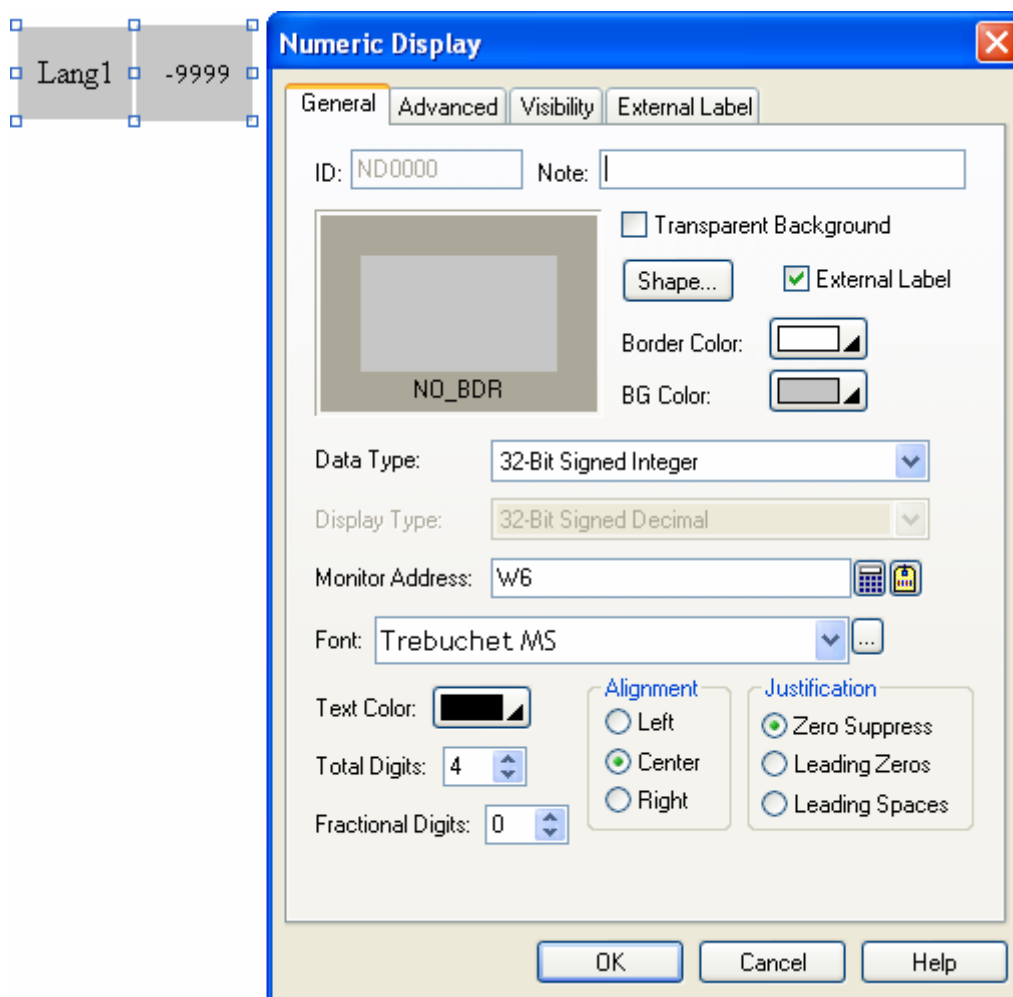 Lang1 -9999
Numeric Display
General Advanced Visibility External Label
ID: ND0000 Note:
Transparent Background
Shape... External Label
Border Color:
NO_BDR
BG Color:
Data Type: 32-Bit Signed Integer
Display Type: 32-Bit Signed Decimal
Monitor Address: W6
Font: Trebuchet MS ...
Alignment Justification
Text Color: Left Zero Suppress
Total Digits: 4 Center Leading Zeros
Right Leading Spaces
Fractional Digits: 0
OK Cancel Help